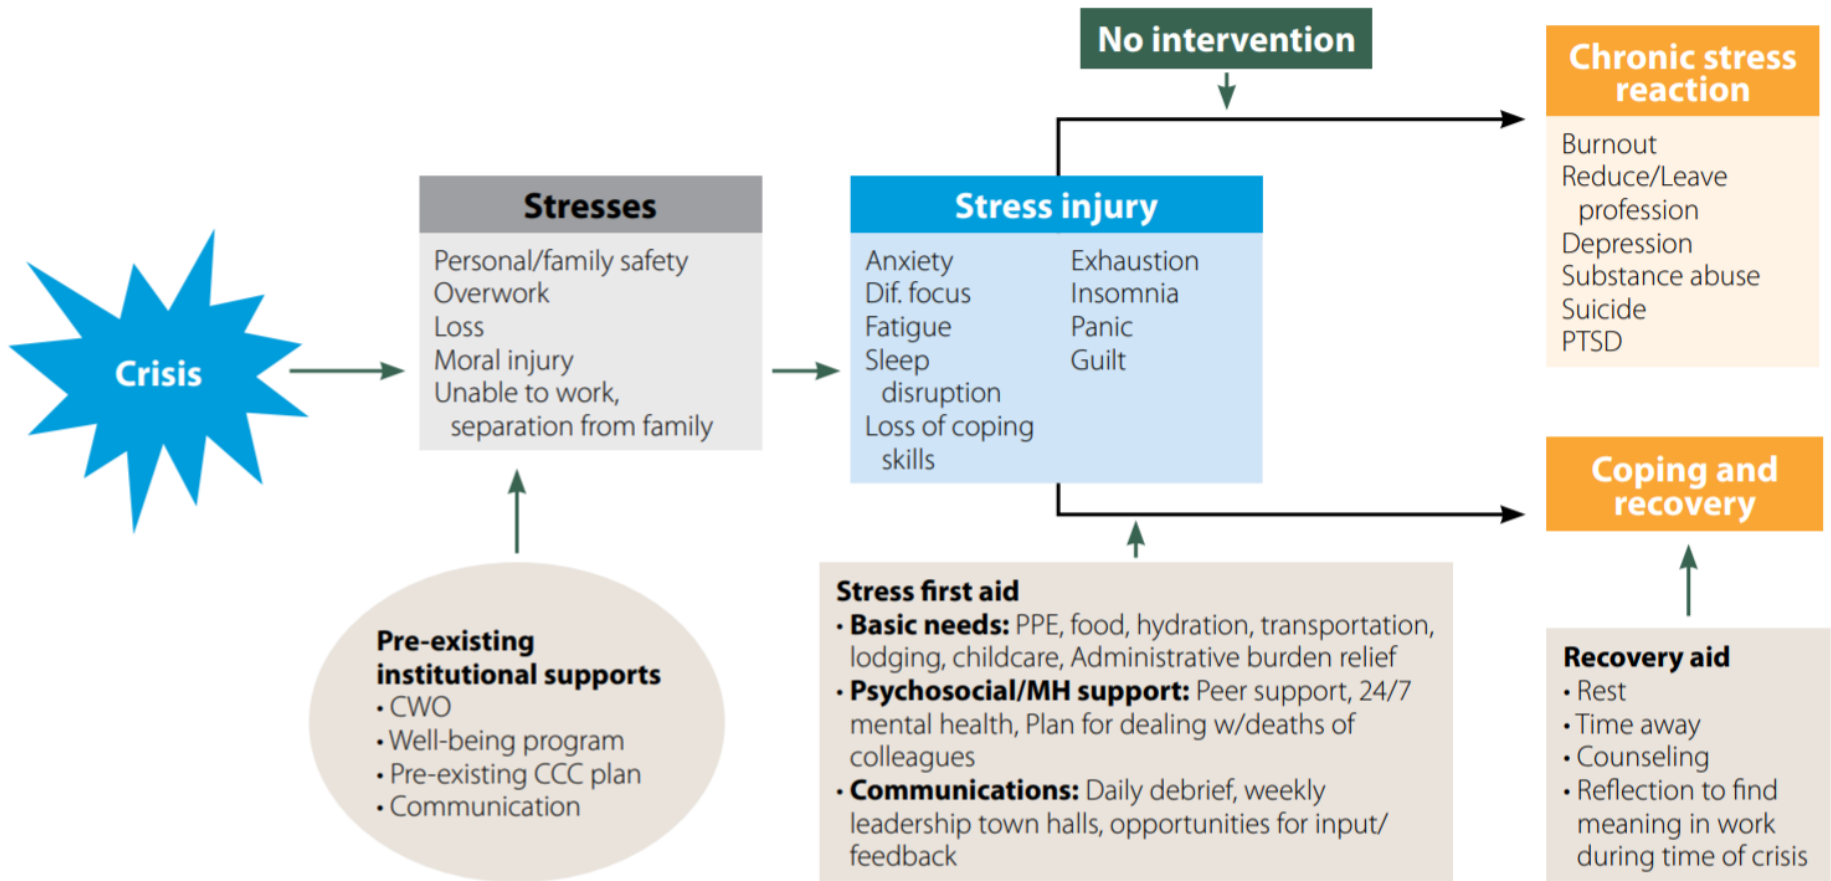 Crisis
Stresses
Personal/family safety
Overwork
Loss
Moral injury
Unable to work,
separation from family
Pre-existing
institutional supports
• CWO
• Well-being program
• Pre-existing CCC plan
• Communication
Stress injury
Anxiety
Dif. focus
Fatigue
Sleep
disruption
Loss of coping
skills
Exhaustion
Insomnia
Panic
Guilt
No intervention
Chronic stress
reaction
Burnout
Reduce/Leave
profession
Depression
Substance abuse
Suicide
PTSD
Stress first aid
• Basic needs: PPE, food, hydration, transportation,
lodging, childcare, Administrative burden relief
• Psychosocial/MH support: Peer support, 24/7
mental health, Plan for dealing w/deaths of
colleagues
• Communications: Daily debrief, weekly
leadership town halls, opportunities for input/
feedback
Coping and
recovery
Recovery aid
• Rest
• Time away
• Counseling
• Reflection to find
meaning in work
during time of crisis